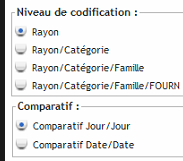 Niveau de codification :
Rayon
Rayon/Catégorie
Rayon/Catégorie/Famille
Rayon/Catégorie/Famille/FOURN
Comparatif :
Comparatif Jour/Jour
Comparatif Date/Date